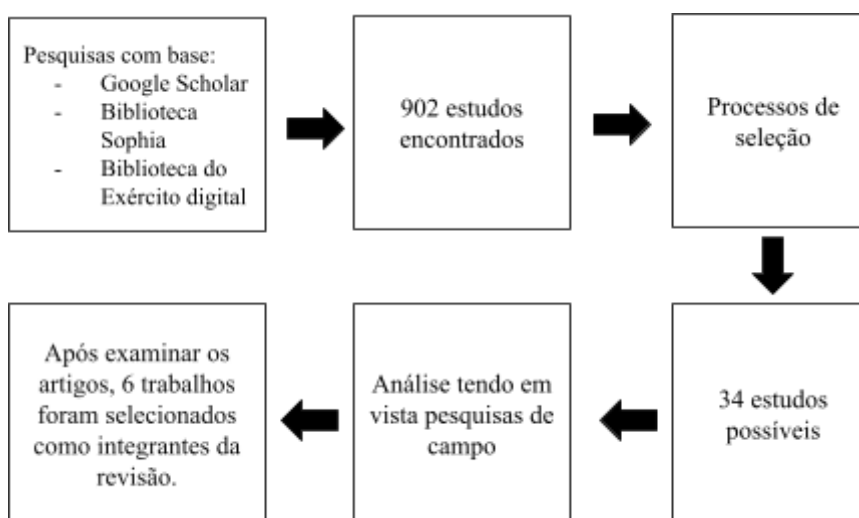 Pesquisas com base:
- Google Scholar
- Biblioteca
Sophia
- Biblioteca do
Exército digital
902 estudos
encontrados
Processos de
seleção
34 estudos
possíveis
Análise tendo em
vista pesquisas de
campo
Após examinar os
artigos, 6 trabalhos
foram selecionados
como integrantes da
revisão.